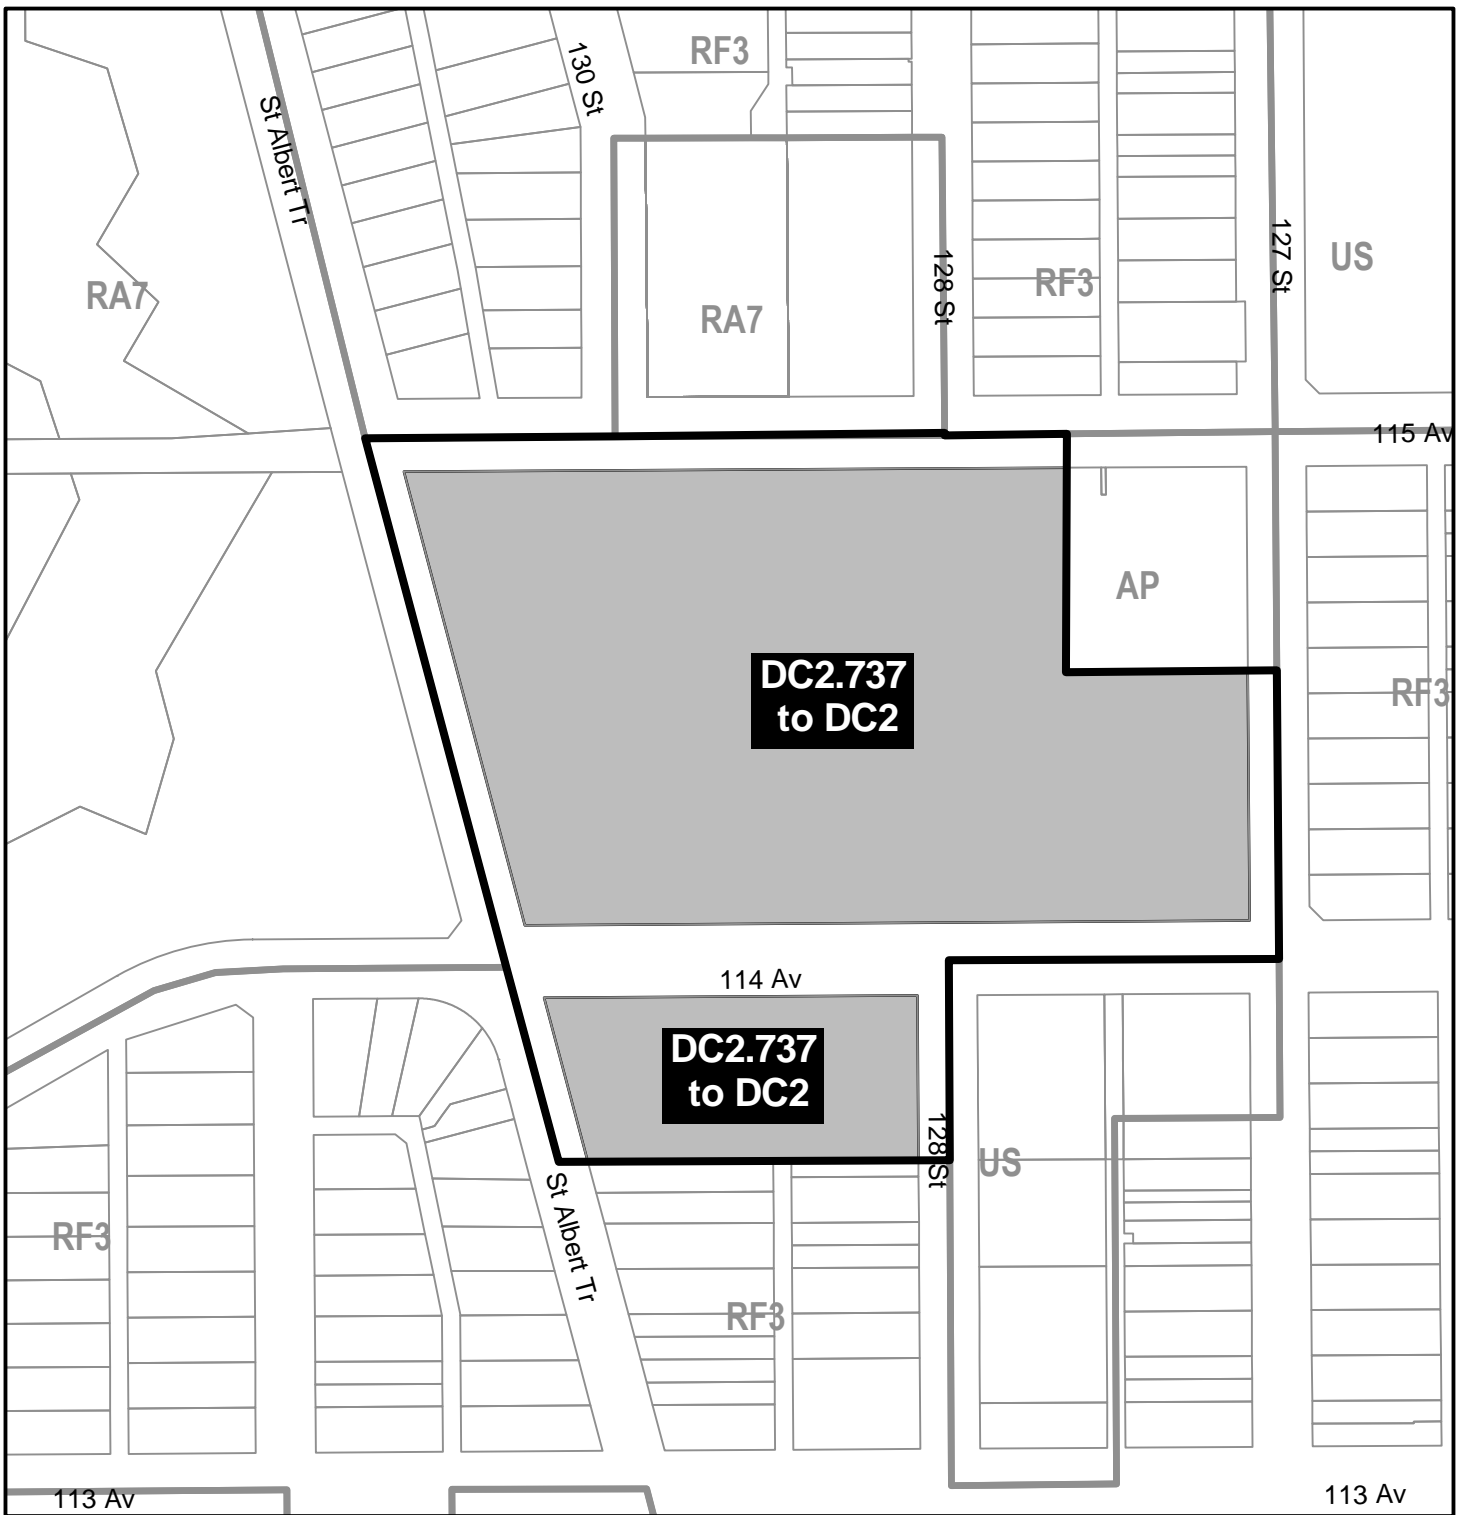 RF3
130 St
St Albert Tr
127 St
US
128 St
RF3
RA7
RA7
115 Av
AP
DC2.737
to DC2
RF3
114 Av
DC2.737
to DC2
128 St
US
St Albert Tr
RF3
RF3
113 Av
113 Av